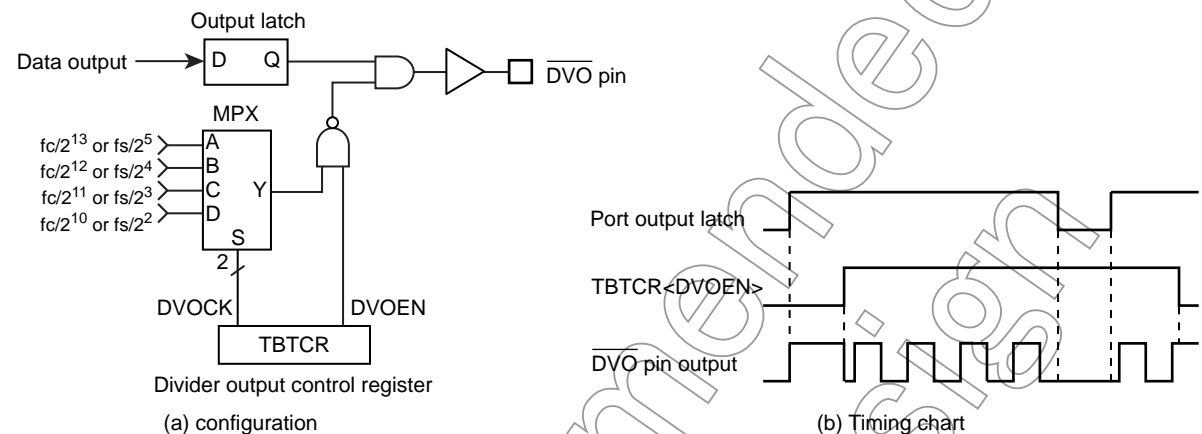 Output latch
Data output
D Q
DVO pin
MPX
fc/2^13 or fs/2^5
A
fc/2^12 or fs/2^4
B
fc/2^11 or fs/2^3
C
Y
fc/2^10 or fs/2^2
D
S
2
DVOCK
DVOEN
TBTCR
Divider output control register
(a) configuration
Port output latch
TBTCR<DVOEN>
DVO pin output
(b) Timing chart